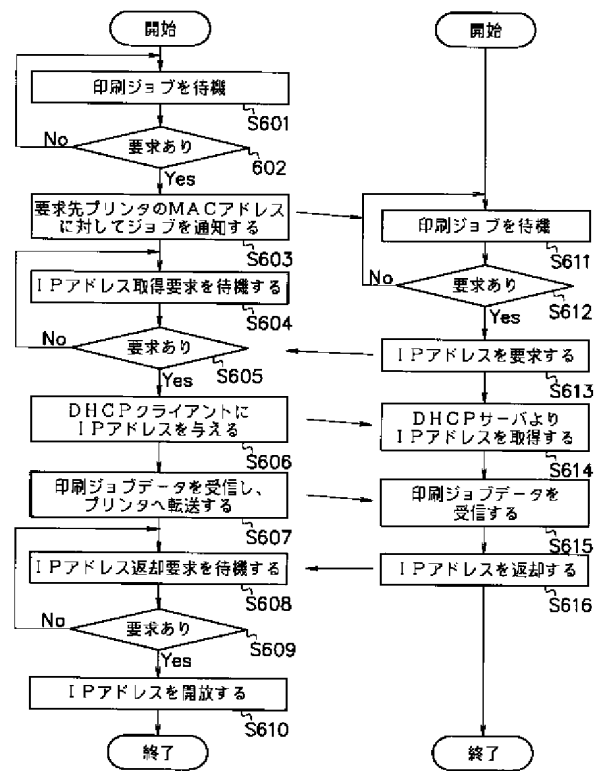 開始
印刷ジョブを待機
S601
要求あり
602
No
Yes
要求先プリンタのMACアドレス
に対してジョブを通知する
S603
IPアドレス取得要求を待機する
S604
要求あり
S605
No
Yes
DHCPクライアントに
IPアドレスを与える
S606
印刷ジョブデータを受信し、
プリンタへ転送する
S607
IPアドレス返却要求を待機する
S608
要求あり
S609
No
Yes
IPアドレスを開放する
S610
終了
開始
印刷ジョブを待機
S611
要求あり
S612
No
Yes
IPアドレスを要求する
S613
DHCPサーバより
IPアドレスを取得する
S614
印刷ジョブデータを
受信する
S615
IPアドレスを返却する
S616
終了